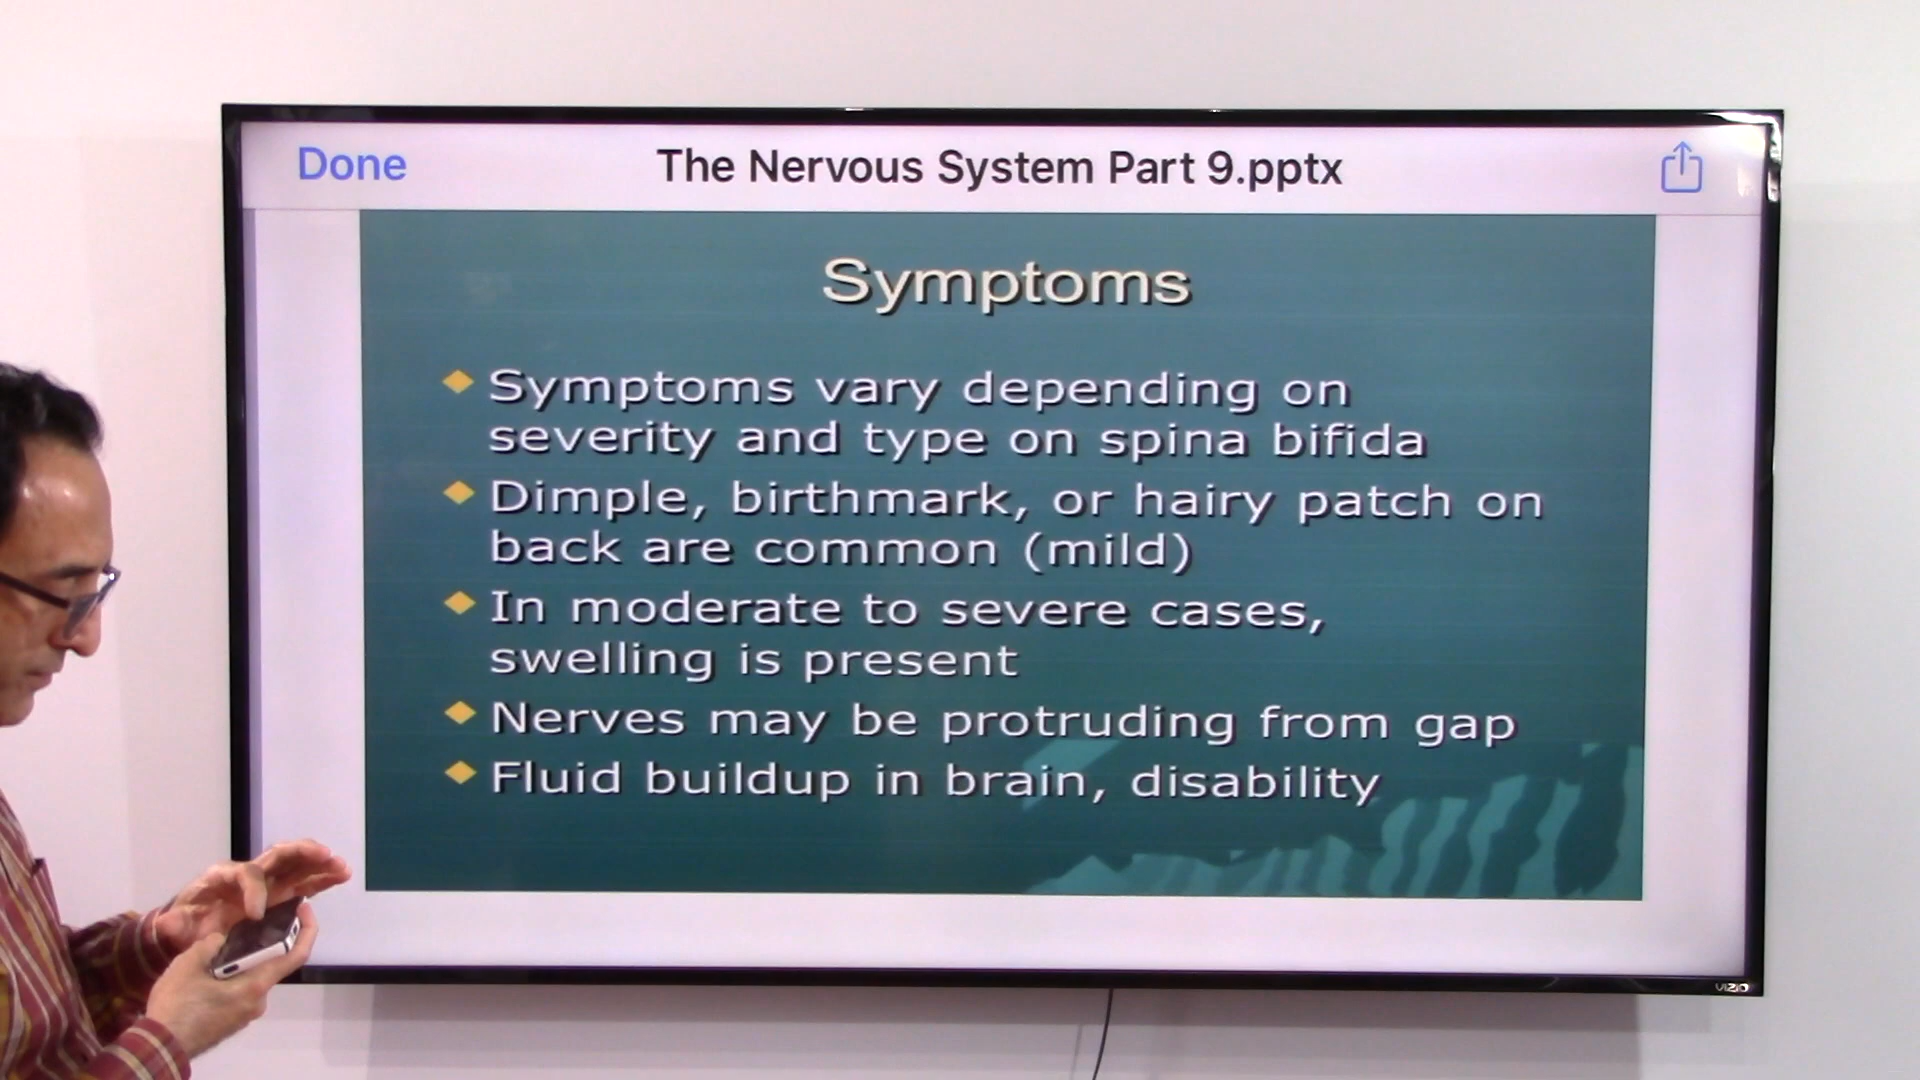 Done
The Nervous System Part 9.pptx
Symptoms
Symptoms vary depending on
severity and type on spina bifida
Dimple, birthmark, or hairy patch on
back are common (mild)
In moderate to severe cases,
swelling is present
Nerves may be protruding from gap
Fluid buildup in brain, disability
VIZIO